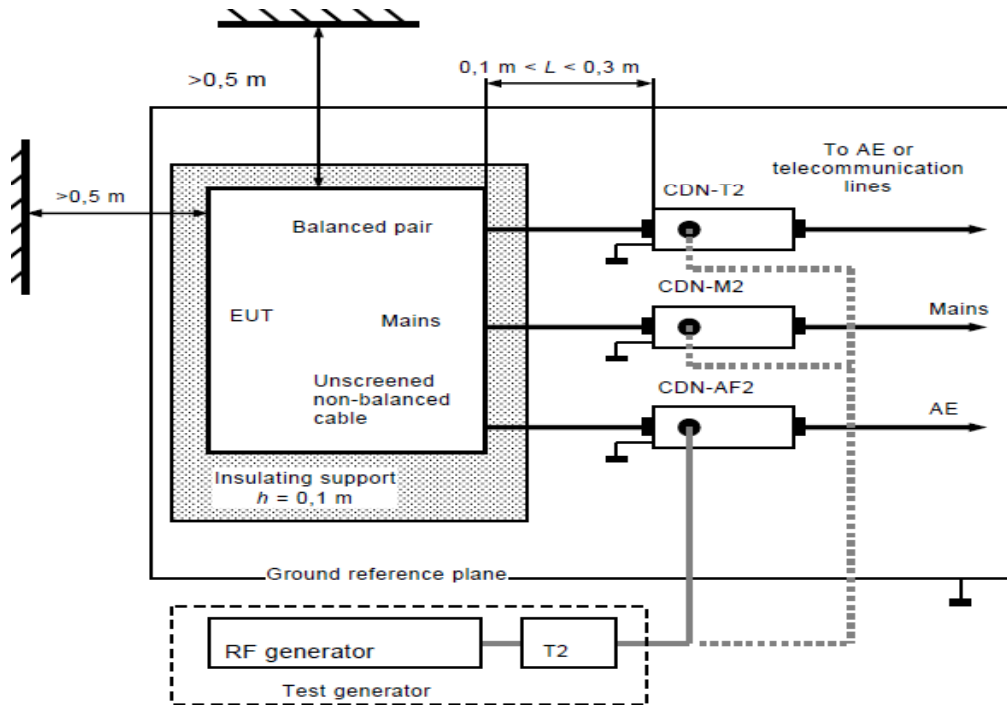 >0,5 m
0,1 m < L < 0,3 m
>0,5 m
To AE or
telecommunication
lines
CDN-T2
Balanced pair
CDN-M2
EUT
Mains
Mains
Unscreened
non-balanced
cable
CDN-AF2
AE
Insulating support
h = 0,1 m
Ground reference plane
RF generator
T2
Test generator